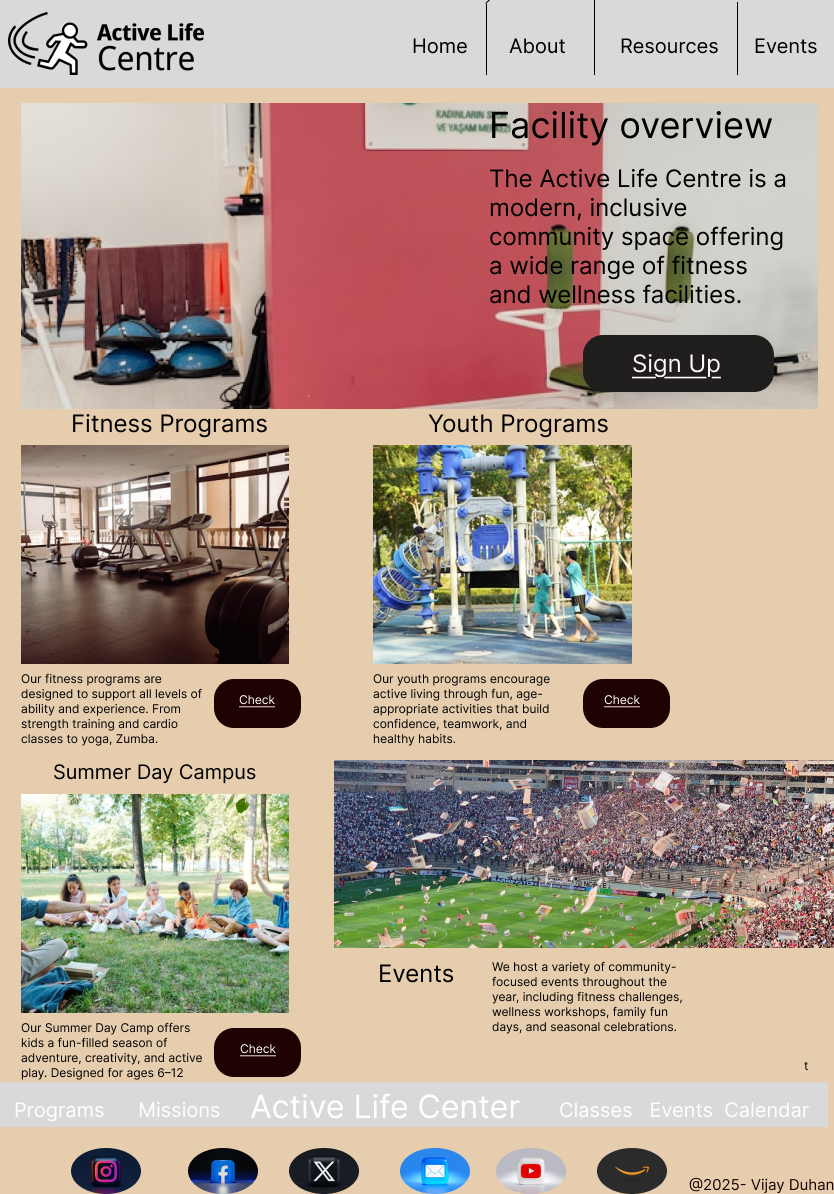 Active Life
Centre
Home
About
Resources
Events
KADINLARIN SPOR
VE YAŞAM MERKEZİ
Facility overview
The Active Life Centre is a
modern, inclusive
community space offering
a wide range of fitness
and wellness facilities.
Sign Up
Fitness Programs
Youth Programs
Our fitness programs are
designed to support all levels of
ability and experience. From
strength training and cardio
classes to yoga, Zumba.
Check
Our youth programs encourage
active living through fun, age-
appropriate activities that build
confidence, teamwork, and
healthy habits.
Check
Summer Day Campus
Events
We host a variety of community-
focused events throughout the
year, including fitness challenges,
wellness workshops, family fun
days, and seasonal celebrations.
Our Summer Day Camp offers
kids a fun-filled season of
adventure, creativity, and active
play. Designed for ages 6–12
Check
t
Programs
Missions
Active Life Center
Classes
Events
Calendar
@2025- Vijay Duhan